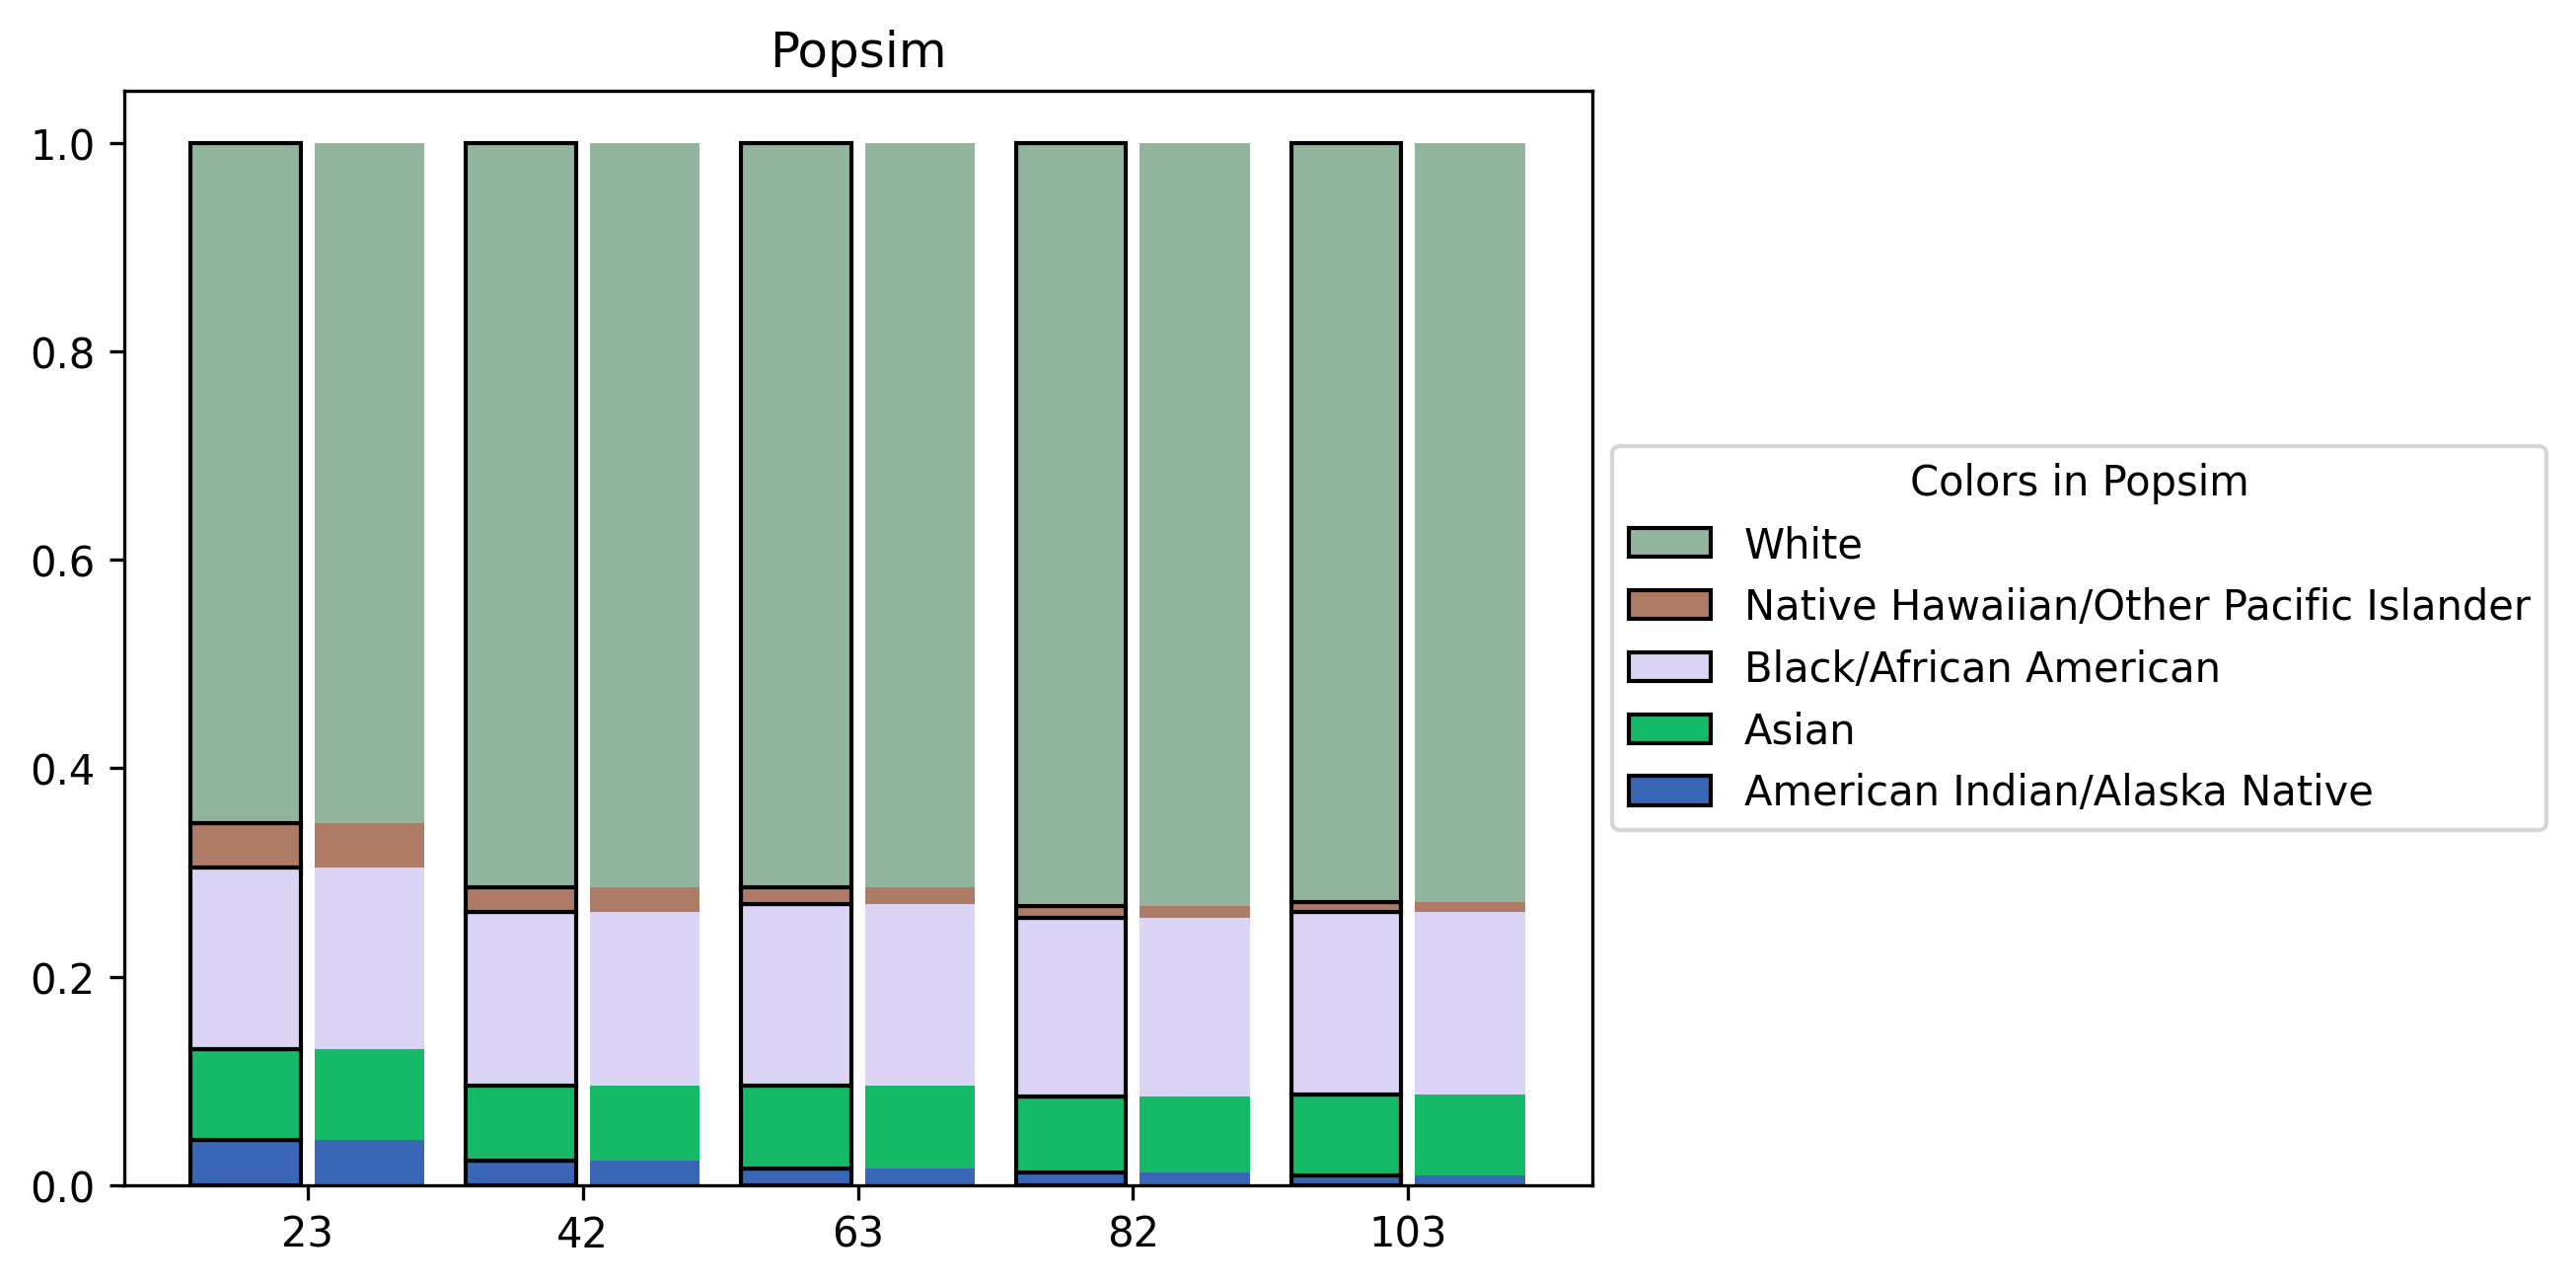 Popsim
1.0
0.8
0.6
0.4
0.2
0.0
23 42 63 82 103
Colors in Popsim
White
Native Hawaiian/Other Pacific Islander
Black/African American
Asian
American Indian/Alaska Native